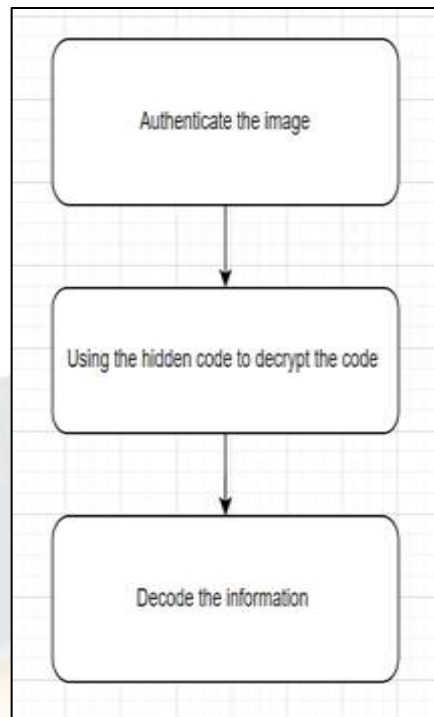 Authenticate the image
Using the hidden code to decrypt the code
Decode the information